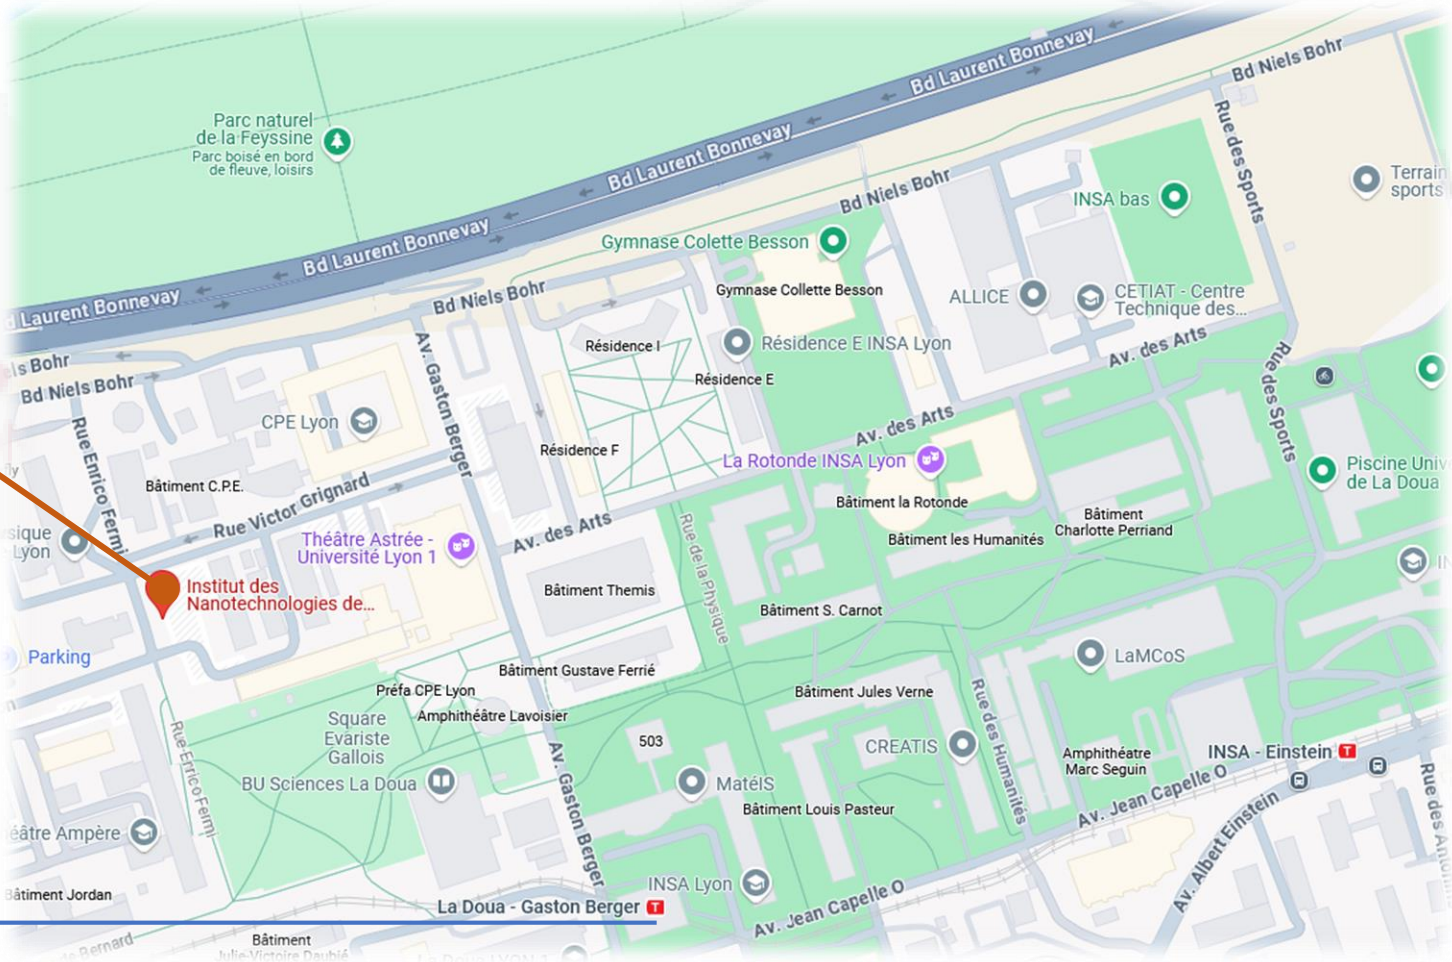 Bd Laurent Bonnevay
Bd Niels Bohr
Parc naturel
de la Feyssine
Parc boisé en bord
de fleuve, loisirs
Bd Laurent Bonnevay
Rue des Sports
Terrain
sports
INSA bas
Bd Niels Bohr
Gymnase Colette Besson
Bd Laurent Bonnevay
Gymnase Collette Besson
ALLICE
CETIAT - Centre
Technique des...
Bd Niels Bohr
Laurent Bonnevay
Résidence I
Résidence E INSA Lyon
Av. des Arts
Bohr
Bd Niels Bohr
Av. Gaston Berger
Résidence E
Rue des Sports
CPE Lyon
Av. des Arts
Rue Enrico Fermi
Résidence F
La Rotonde INSA Lyon
Piscine
de La Doua
Bâtiment C.P.E.
Bâtiment la Rotonde
Rue Victor Grignard
Bâtiment
Charlotte Perriand
Lyon
Théâtre Astrée -
Université Lyon 1
Av. des Arts
Rue de la Physique
Bâtiment les Humanités
Institut des
Nanotechnologies de...
Bâtiment Themis
Bâtiment S. Carnot
Parking
LaMCoS
Bâtiment Gustave Ferrié
Préfa CPE Lyon
Bâtiment Jules Verne
Amphithéâtre Lavoisier
Square
Evariste
Gallois
Rue Enrico Fermi
503
CREATIS
Rue des Humanités
Amphithéatre
Marc Seguin
INSA - Einstein T
BU Sciences La Doua
MatéIS
Av. Gaston Berger
Bâtiment Louis Pasteur
Av. Jean Capelle O
Av. Albert Einstein
Rue des
Ampère
Bâtiment Jordan
INSA Lyon
La Doua - Gaston Berger T
Av. Jean Capelle O
Bernard
Bâtiment
Julie-Victoire Daubié